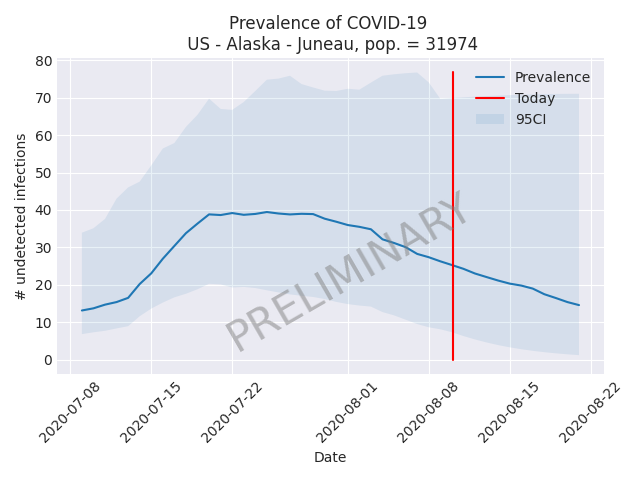 Prevalence of COVID-19
US - Alaska - Juneau, pop. = 31974
80
70
60
50
40
30
20
10
0
# undetected infections
Prevalence
Today
95CI
PRELIMINARY
2020-07-08
2020-07-15
2020-07-22
2020-08-01
2020-08-08
2020-08-15
2020-08-22
Date